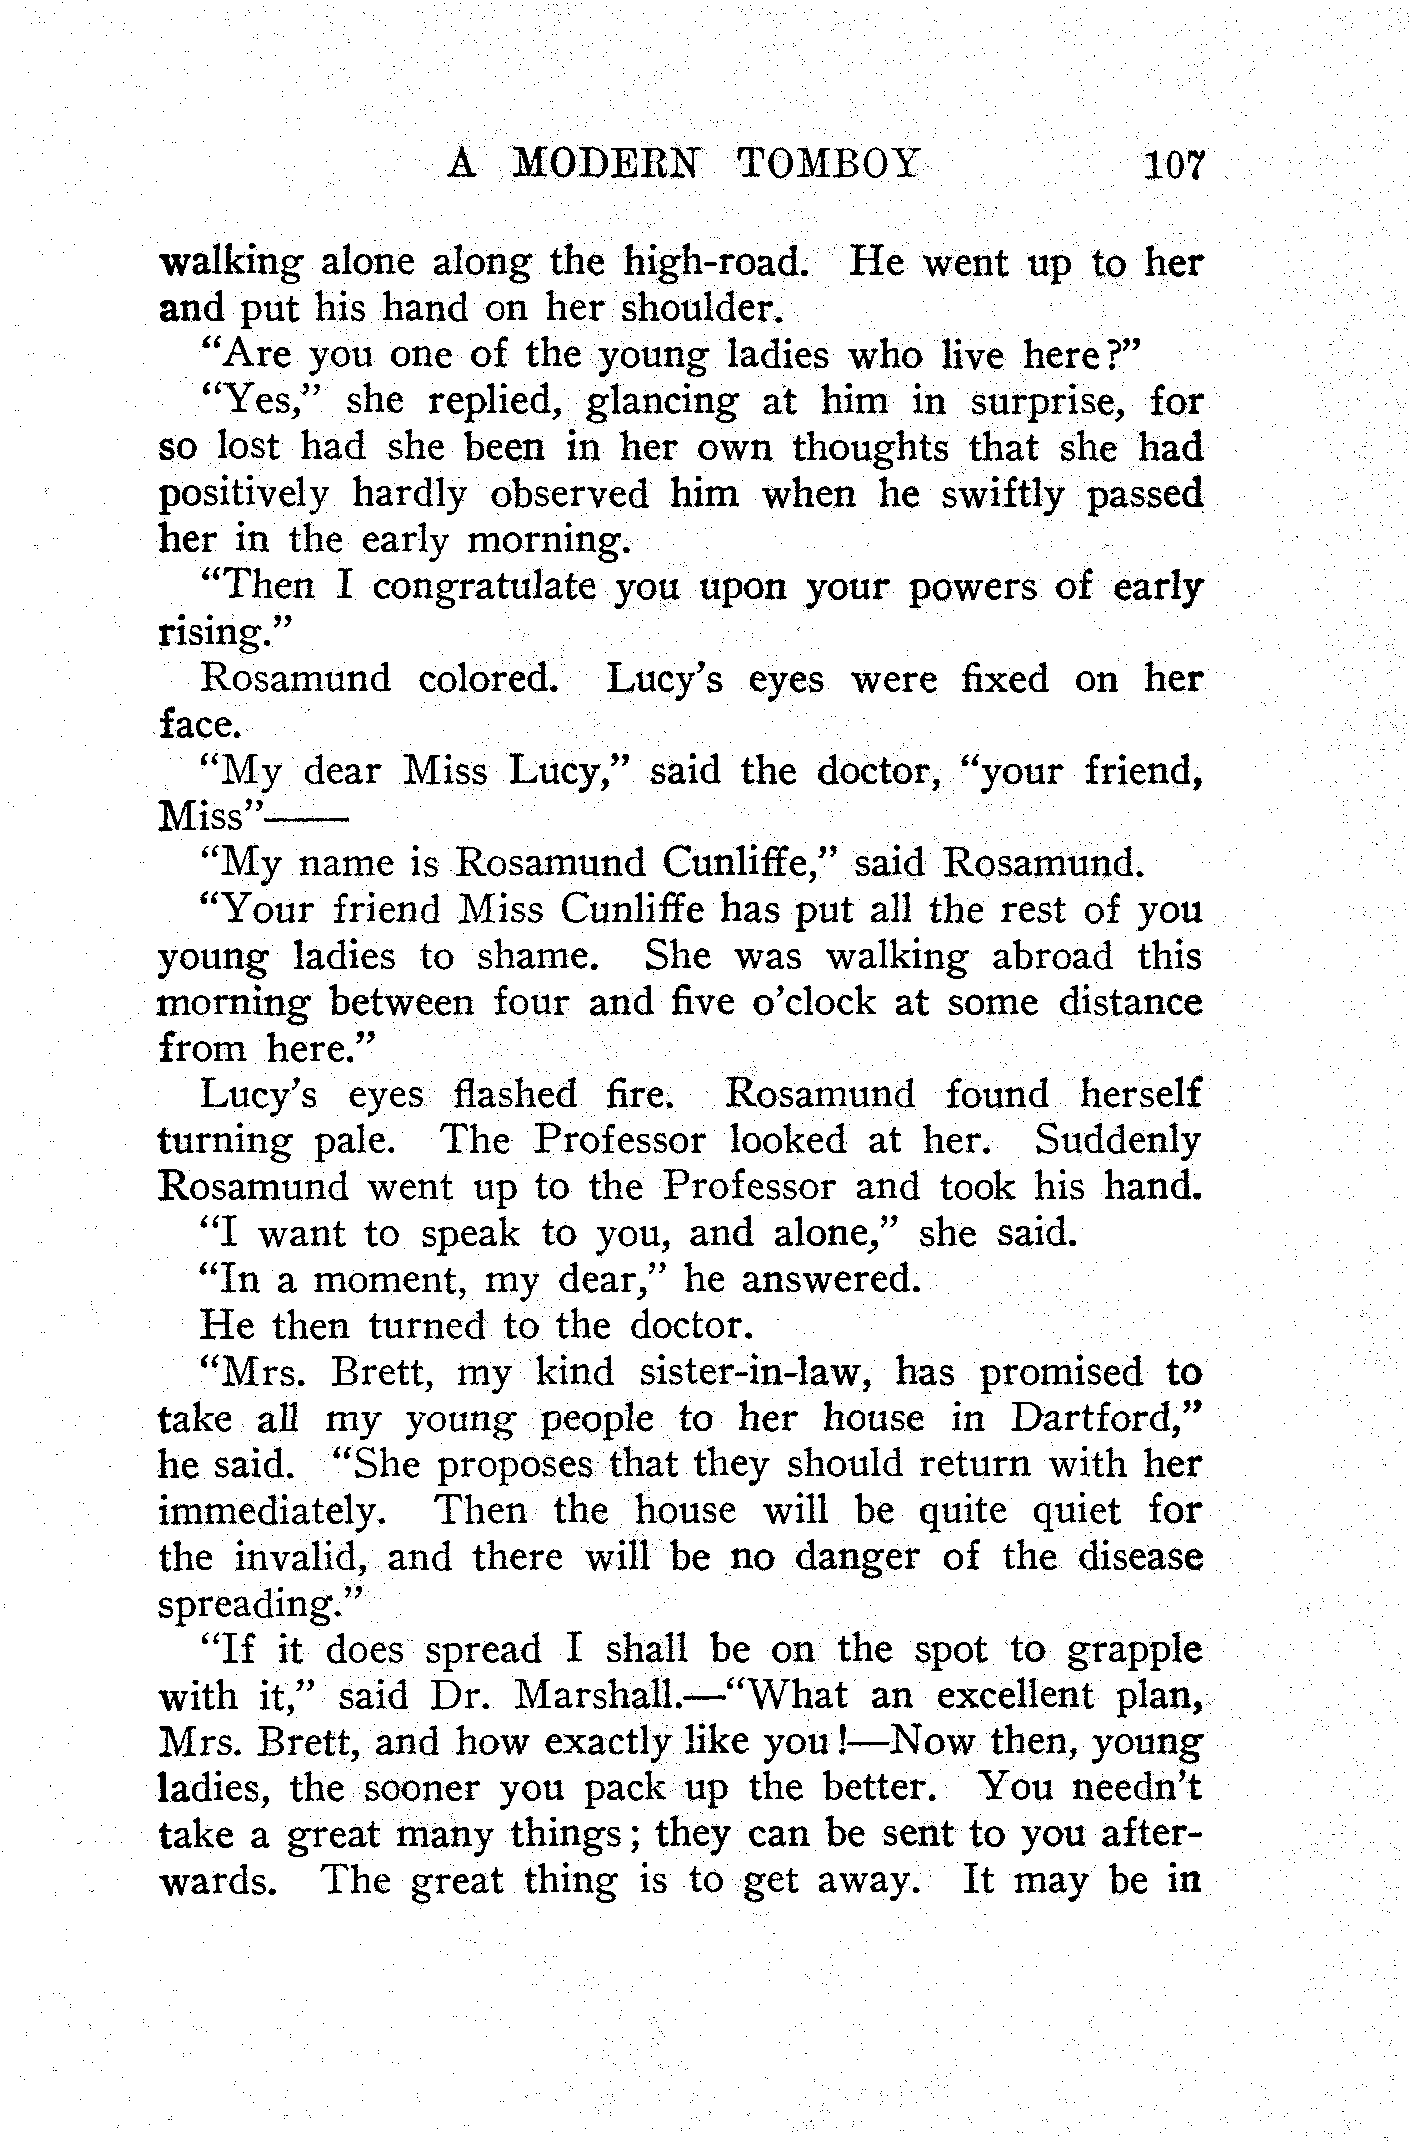 A MODERN TOMBOY 107
walking alone along the high-road. He went up to her
and put his hand on her shoulder.
“Are you one of the young ladies who live here?”
“Yes,” she replied, glancing at him in surprise, for
so lost had she been in her own thoughts that she had
positively hardly observed him when he swiftly passed
her in the early morning.
“Then I congratulate you upon your powers of early
rising.”
Rosamund colored. Lucy’s eyes were fixed on her
face.
“My dear Miss Lucy,” said the doctor, “your friend,
Miss”——
“My name is Rosamund Cunliffe,” said Rosamund.
“Your friend Miss Cunliffe has put all the rest of you
young ladies to shame. She was walking abroad this
morning between four and five o’clock at some distance
from here.”
Lucy’s eyes flashed fire. Rosamund found herself
turning pale. The Professor looked at her. Suddenly
Rosamund went up to the Professor and took his hand.
“I want to speak to you, and alone,” she said.
“In a moment, my dear,” he answered.
He then turned to the doctor.
“Mrs. Brett, my kind sister-in-law, has promised to
take all my young people to her house in Dartford,”
he said. “She proposes that they should return with her
immediately. Then the house will be quite quiet for
the invalid, and there will be no danger of the disease
spreading.”
“If it does spread I shall be on the spot to grapple
with it,” said Dr. Marshall.—“What an excellent plan,
Mrs. Brett, and how exactly like you!—Now then, young
ladies, the sooner you pack up the better. You needn’t
take a great many things; they can be sent to you after-
wards. The great thing is to get away. It may be in